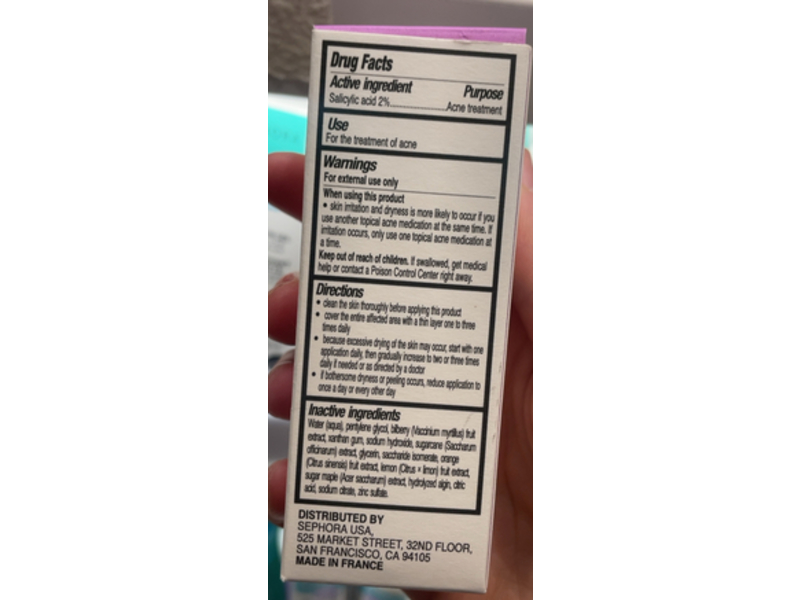 Drug Facts
Active ingredient Purpose
Salicylic acid 2%......................Acne treatment
Use
For the treatment of acne
Warnings
For external use only
When using this product
• skin irritation and dryness is more likely to occur if you
use another topical acne medication at the same time. If
irritation occurs, only use one topical acne medication at
a time.
Keep out of reach of children. If swallowed, get medical
help or contact a Poison Control Center right away.
Directions
• clean the skin thoroughly before applying this product
• cover the entire affected area with a thin layer one to three
times daily
• because excessive drying of the skin may occur, start with one
application daily, then gradually increase to two or three times
daily if needed or as directed by a doctor
• if bothersome dryness or peeling occurs, reduce application to
once a day or every other day
Inactive ingredients
Water (aqua), pentylene glycol, bilberry (Vaccinium myrtillus) fruit
extract, xanthan gum, sodium hydroxide, sugarcane (Saccharum
officinarum) extract, glycerin, saccharide isomerate, orange
(Citrus sinensis) fruit extract, lemon (Citrus × limon) fruit extract,
sugar maple (Acer saccharum) extract, hydrolyzed algin, citric
acid, sodium citrate, zinc sulfate.
DISTRIBUTED BY
SEPHORA USA,
525 MARKET STREET, 32ND FLOOR,
SAN FRANCISCO, CA 94105
MADE IN FRANCE